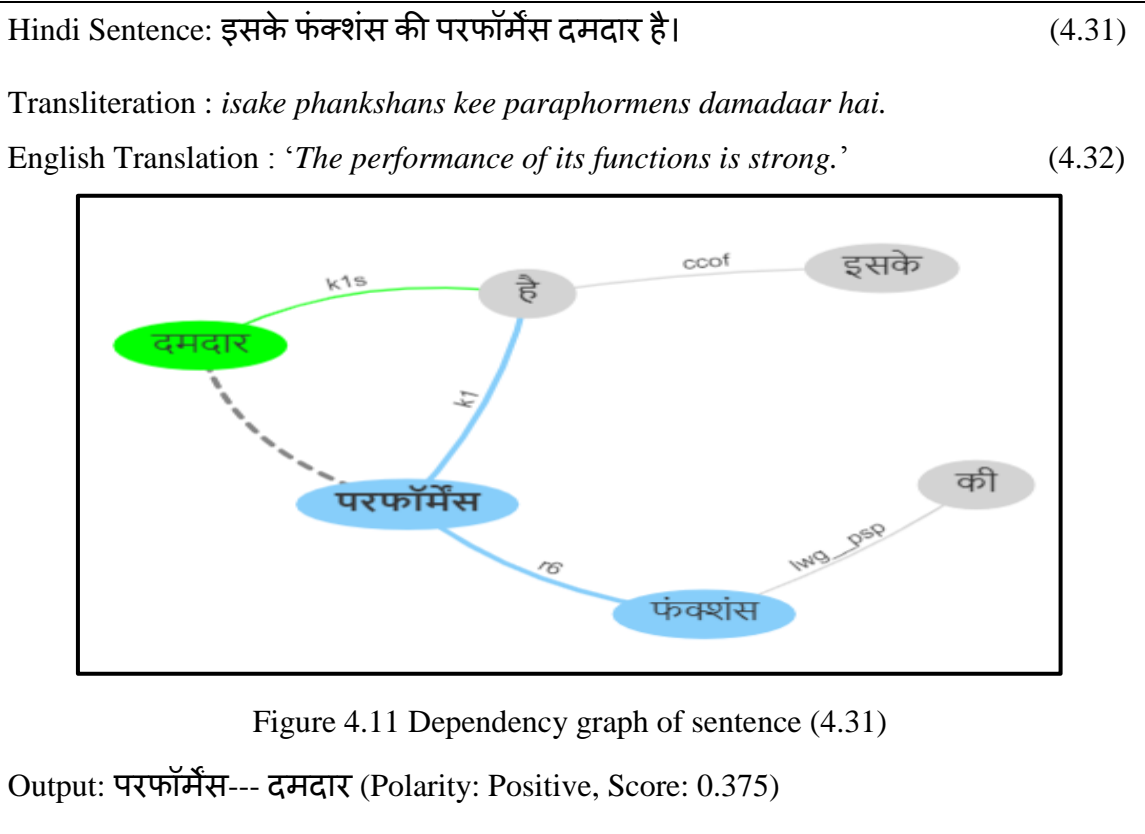 Hindi Sentence: इसके फंक्शंस की परफॉर्मेंस दमदार है। (4.31)
Transliteration : isake phankshans kee paraphormens damadaar hai.
English Translation : ‘The performance of its functions is strong.’ (4.32)
ccof
इसके
k1s
है
दमदार
k1
की
परफॉर्मेंस
lwg__psp
r6
फंक्शंस
Figure 4.11 Dependency graph of sentence (4.31)
Output: परफॉर्मेंस--- दमदार (Polarity: Positive, Score: 0.375)